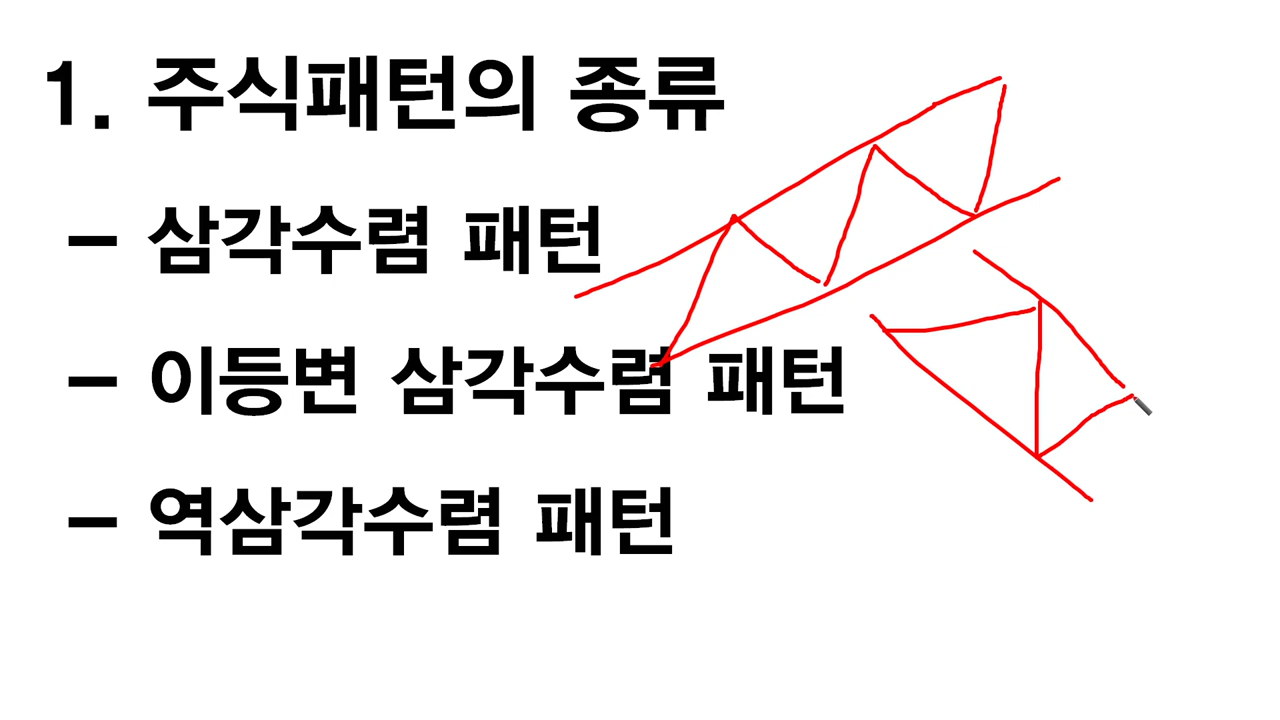 1. 주식패턴의 종류
- 삼각수렴 패턴
- 이등변 삼각수렴 패턴
- 역삼각수렴 패턴